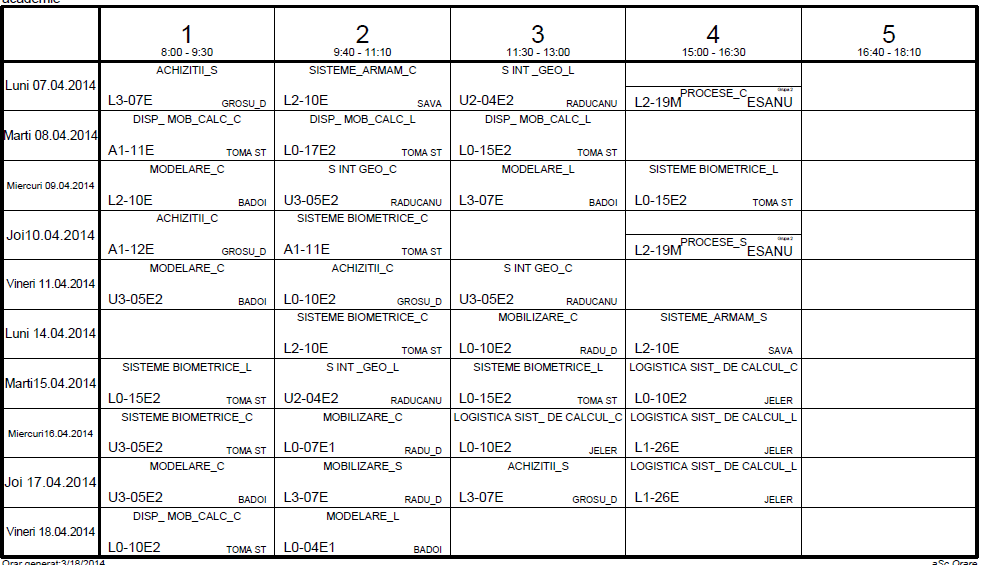 academie
1 2 3 4 5
8:00 - 9:30 9:40 - 11:10 11:30 - 13:00 15:00 - 16:30 16:40 - 18:10
Luni 07.04.2014
ACHIZITII_S
L3-07E GROSU_D
SISTEME_ARMAM_C
L2-10E SAVA
S INT _GEO_L
U2-04E2 RADUCANU
Grupa 2
PROCESE_C
L2-19M ESANU
Marti 08.04.2014
DISP_ MOB_CALC_C
A1-11E TOMA ST
DISP_ MOB_CALC_L
L0-17E2 TOMA ST
DISP_ MOB_CALC_L
L0-15E2 TOMA ST
Miercuri 09.04.2014
MODELARE_C
L2-10E BADOI
S INT GEO_C
U3-05E2 RADUCANU
MODELARE_L
L3-07E BADOI
SISTEME BIOMETRICE_L
L0-15E2 TOMA ST
Joi10.04.2014
ACHIZITII_C
A1-12E GROSU_D
SISTEME BIOMETRICE_C
A1-11E TOMA ST
Grupa 2
PROCESE_S
L2-19M ESANU
Vineri 11.04.2014
MODELARE_C
U3-05E2 BADOI
ACHIZITII_C
L0-10E2 GROSU_D
S INT GEO_C
U3-05E2 RADUCANU
Luni 14.04.2014
SISTEME BIOMETRICE_C
L2-10E TOMA ST
MOBILIZARE_C
L0-10E2 RADU_D
SISTEME_ARMAM_S
L2-10E SAVA
Marti15.04.2014
SISTEME BIOMETRICE_L
L0-15E2 TOMA ST
S INT _GEO_L
U2-04E2 RADUCANU
SISTEME BIOMETRICE_L
L0-15E2 TOMA ST
LOGISTICA SIST_ DE CALCUL_C
L0-10E2 JELER
Miercuri16.04.2014
SISTEME BIOMETRICE_C
U3-05E2 TOMA ST
MOBILIZARE_C
L0-07E1 RADU_D
LOGISTICA SIST_ DE CALCUL_C
L0-10E2 JELER
LOGISTICA SIST_ DE CALCUL_L
L1-26E JELER
Joi 17.04.2014
MODELARE_C
U3-05E2 BADOI
MOBILIZARE_S
L3-07E RADU_D
ACHIZITII_S
L3-07E GROSU_D
LOGISTICA SIST_ DE CALCUL_L
L1-26E JELER
Vineri 18.04.2014
DISP_ MOB_CALC_C
L0-10E2 TOMA ST
MODELARE_L
L0-04E1 BADOI
Orar generat:3/18/2014 aSc Orare